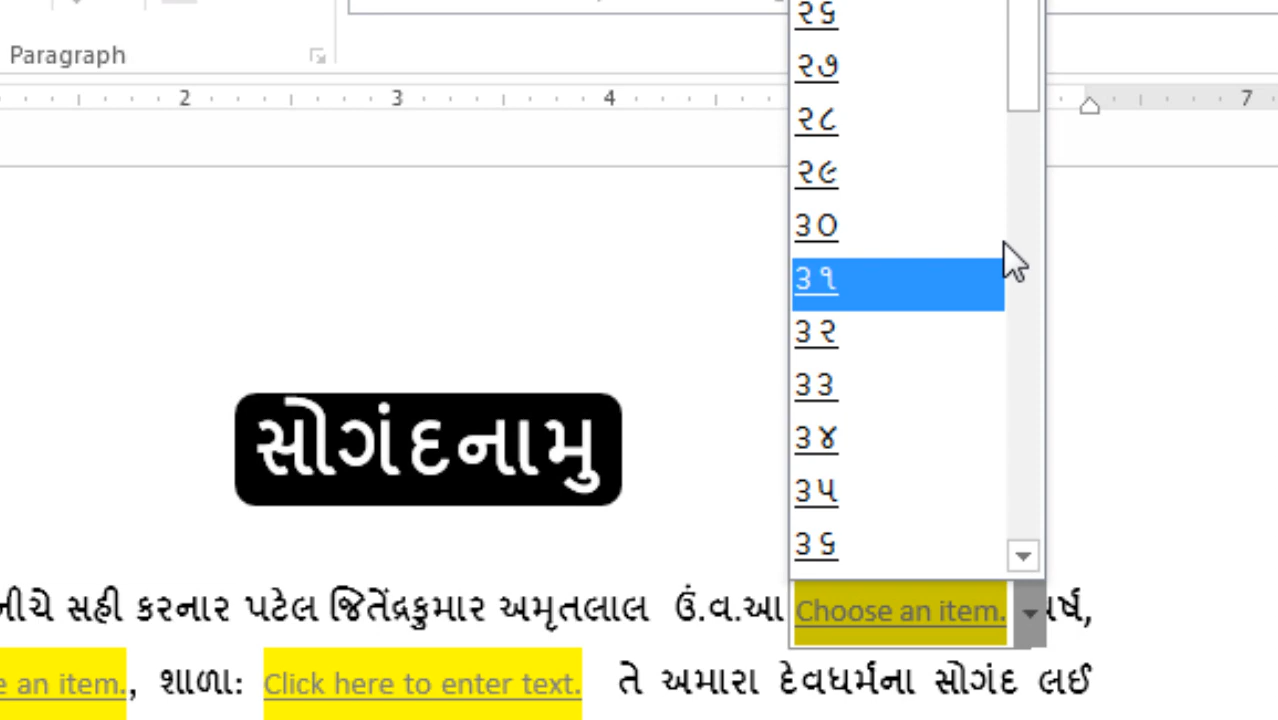 Paragraph
2 3 4 7
૨૬
૨૭
૨૮
૨૯
૩૦
૩૧
૩૨
૩૩
૩૪
૩૫
૩૬
સોગંદનામુ
નીચે સહી કરનાર પટેલ જિતેંદ્રકુમાર અમૃતલાલ ઉં.વ.આ Choose an item. વર્ષ,
e an item., શાળા: Click here to enter text. તે અમારા દેવધર્મના સોગંદ લઈ